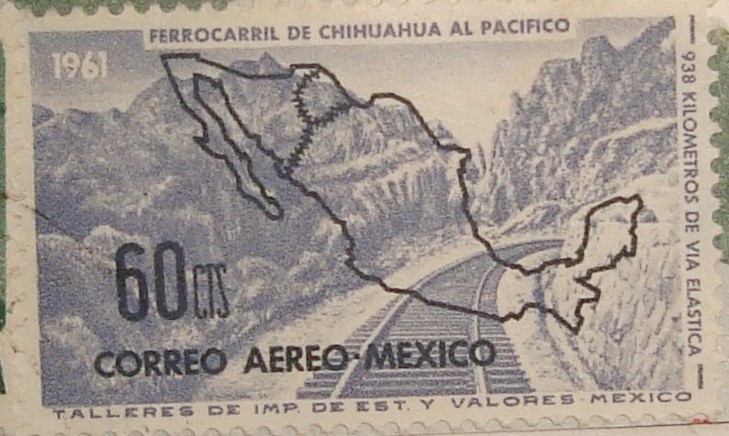 FERROCARRIL DE CHIHUAHUA AL PACIFICO
1961
938 KILOMETROS DE VIA ELASTICA
60 CTS
CORREO AEREO-MEXICO
TALLERES DE IMP. DE EST. Y VALORES-MEXICO